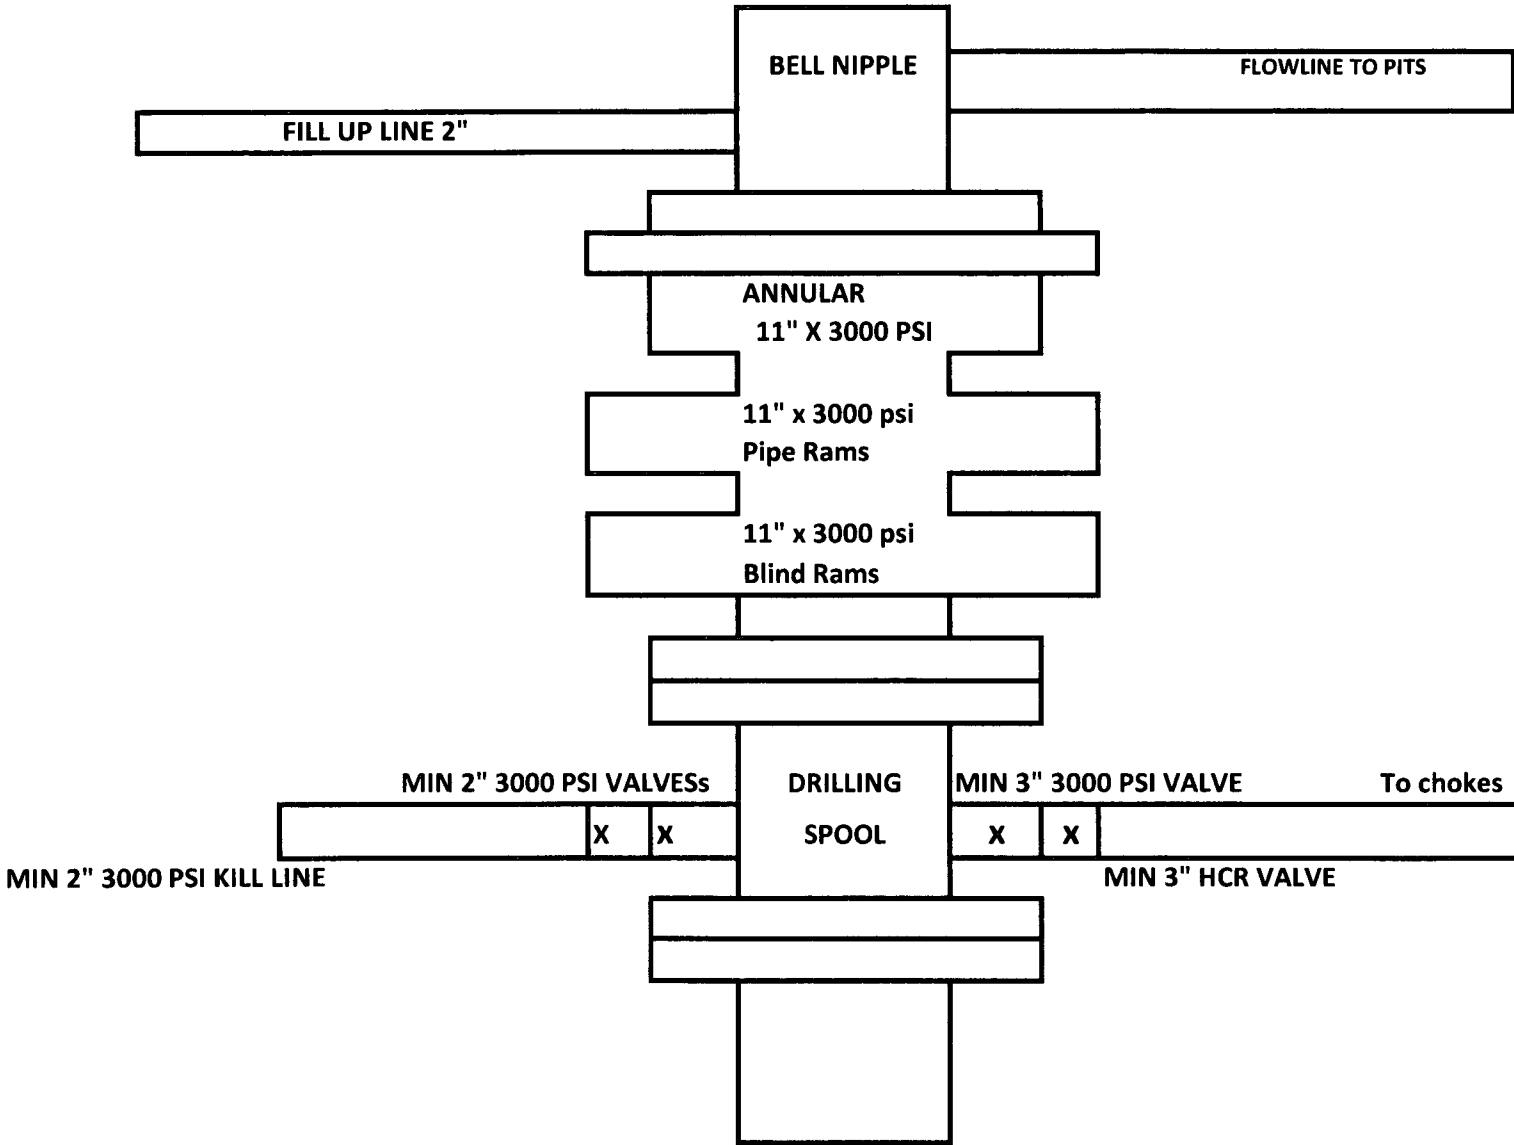 BELL NIPPLE
FLOWLINE TO PITS
FILL UP LINE 2"
ANNULAR
11" X 3000 PSI
11" x 3000 psi
Pipe Rams
11" x 3000 psi
Blind Rams
MIN 2" 3000 PSI VALVESs
DRILLING
MIN 3" 3000 PSI VALVE
To chokes
X
X
SPOOL
X
X
MIN 2" 3000 PSI KILL LINE
MIN 3" HCR VALVE